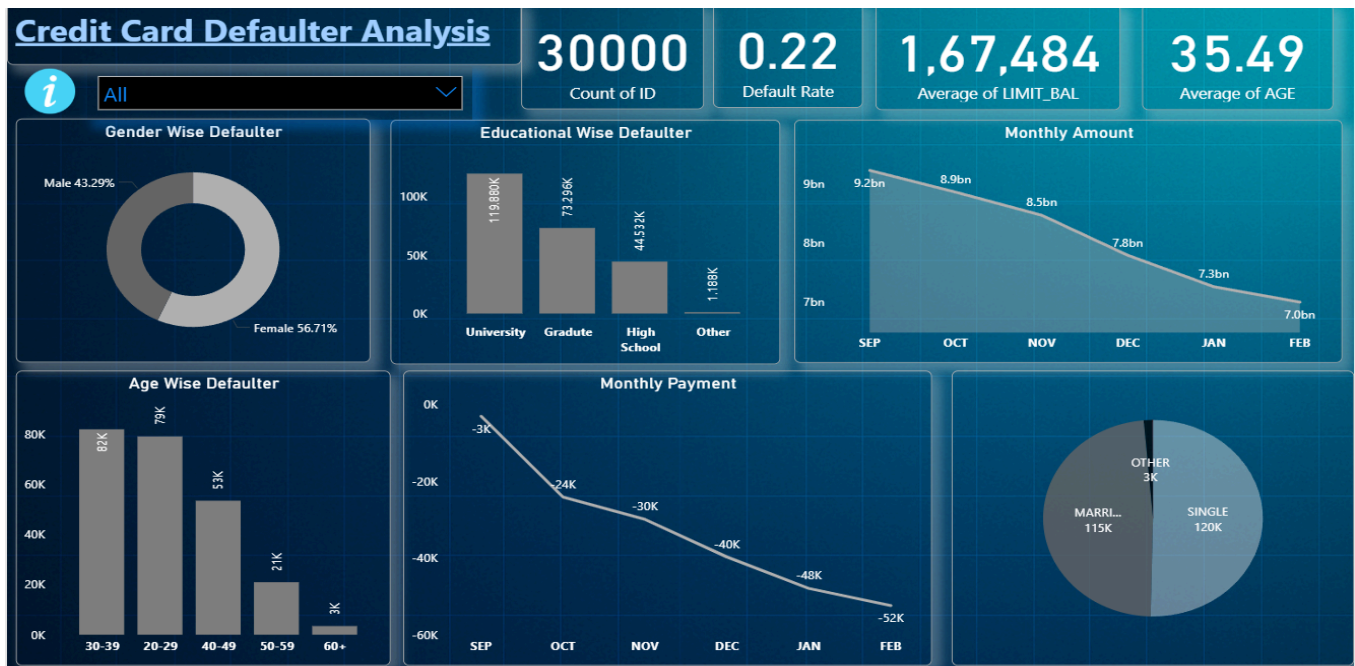 Credit Card Defaulter Analysis
i
All
30000
Count of ID
0.22
Default Rate
1,67,484
Average of LIMIT_BAL
35.49
Average of AGE
Gender Wise Defaulter
Male 43.29%
Female 56.71%
Educational Wise Defaulter
100K
50K
0K
119.880K
73.296K
44.532K
1.188K
University
Gradute
High
School
Other
Monthly Amount
9bn
8bn
7bn
9.2bn
8.9bn
8.5bn
7.8bn
7.3bn
7.0bn
SEP OCT NOV DEC JAN FEB
Age Wise Defaulter
80K
60K
40K
20K
0K
82K
79K
53K
21K
3K
30-39 20-29 40-49 50-59 60+
Monthly Payment
0K
-20K
-40K
-60K
-3K
-24K
-30K
-40K
-48K
-52K
SEP OCT NOV DEC JAN FEB
OTHER
3K
MARRI...
115K
SINGLE
120K